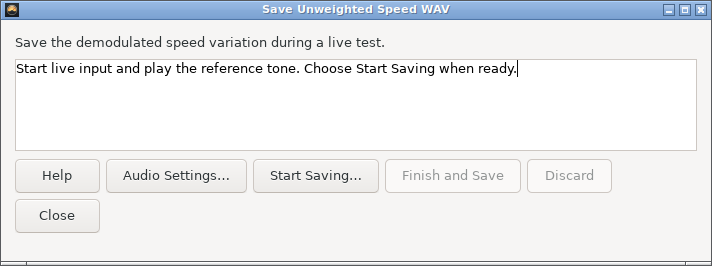 Save Unweighted Speed WAV
Save the demodulated speed variation during a live test.
Start live input and play the reference tone. Choose Start Saving when ready.
Help
Audio Settings...
Start Saving...
Finish and Save
Discard
Close